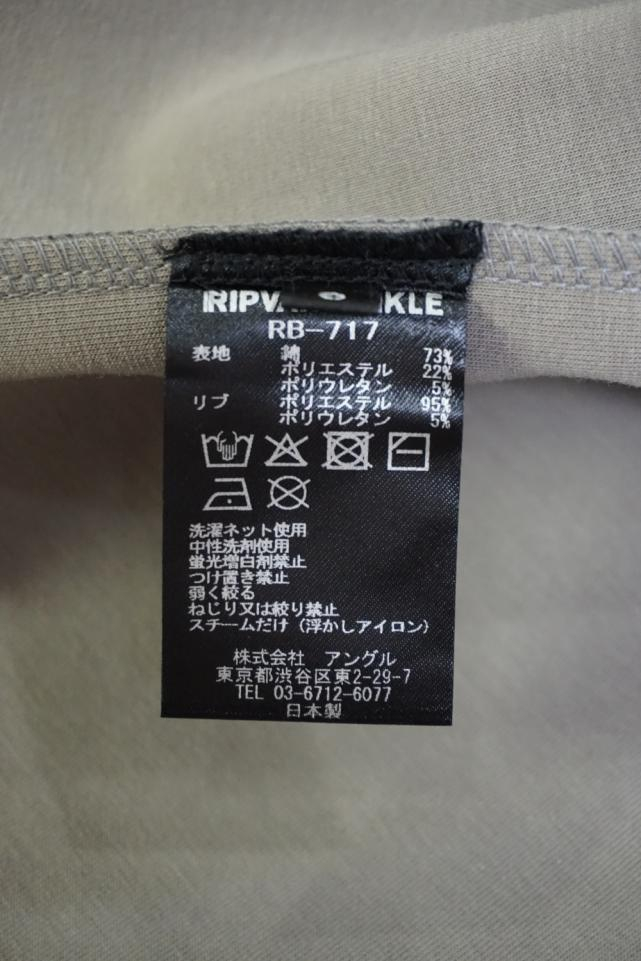 RB-717
表地 綿 73%
ポリエステル 22%
ポリウレタン 5%
リブ ポリエステル 95%
ポリウレタン 5%
洗濯ネット使用
中性洗剤使用
蛍光増白剤禁止
つけ置き禁止
弱く絞る
ねじり又は絞り禁止
スチームだけ (浮かしアイロン)
株式会社 アングル
東京都渋谷区東2-29-7
TEL 03-6712-6077
日本製